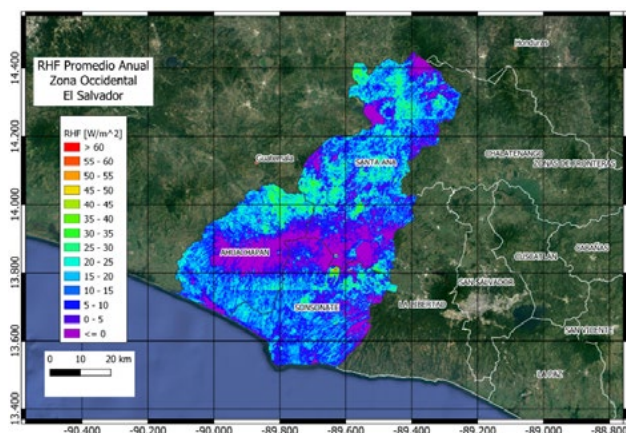 RHF Promedio Anual
Zona Occidental
El Salvador
RHF [W/m^2]
> 60
55 - 60
50 - 55
45 - 50
40 - 45
35 - 40
30 - 35
25 - 30
20 - 25
15 - 20
10 - 15
5 - 10
0 - 5
<= 0
0 10 20 km
Honduras
Guatemala
SANTA ANA
CHALATENANGO
ZONAS DE FRONTERAS
AHUACHAPAN
CUSCATLÁN
CABAÑAS
SAN SALVADOR
SONSONATE
LA LIBERTAD
SAN VICENTE
LA PAZ
14.400
14.200
14.000
13.800
13.600
13.400
-90.400
-90.200
-90.000
-89.800
-89.600
-89.400
-89.200
-89.000
-88.800